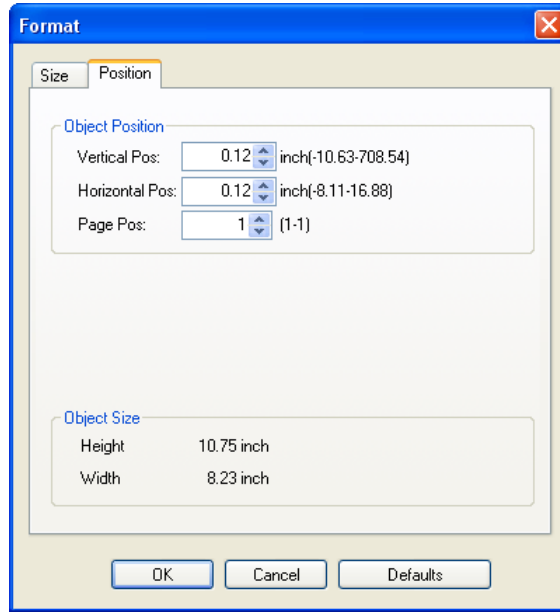 Format
Size Position
Object Position
Vertical Pos: 0.12 inch(-10.63-708.54)
Horizontal Pos: 0.12 inch(-8.11-16.88)
Page Pos: 1 (1-1)
Object Size
Height 10.75 inch
Width 8.23 inch
OK Cancel Defaults